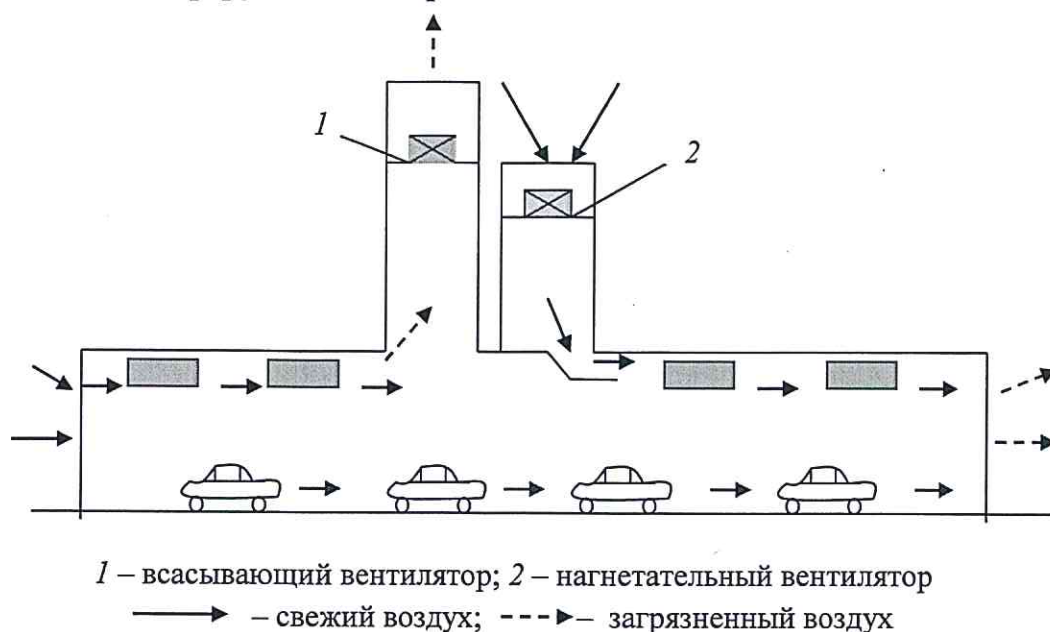 1
2
1 – всасывающий вентилятор; 2 – нагнетательный вентилятор
– свежий воздух; – загрязненный воздух